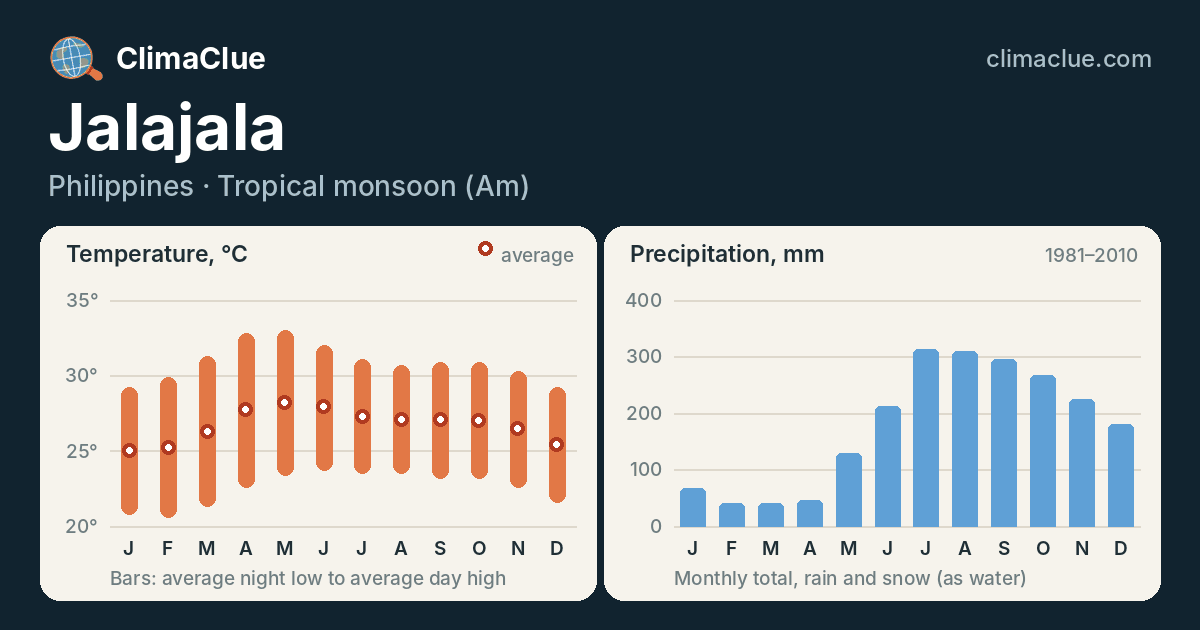 ClimaClue
climaclue.com
Jalajala
Philippines · Tropical monsoon (Am)
Temperature, °C
average
35°
30°
25°
20°
J F M A M J J A S O N D
Bars: average night low to average day high
Precipitation, mm
1981–2010
400
300
200
100
0
J F M A M J J A S O N D
Monthly total, rain and snow (as water)